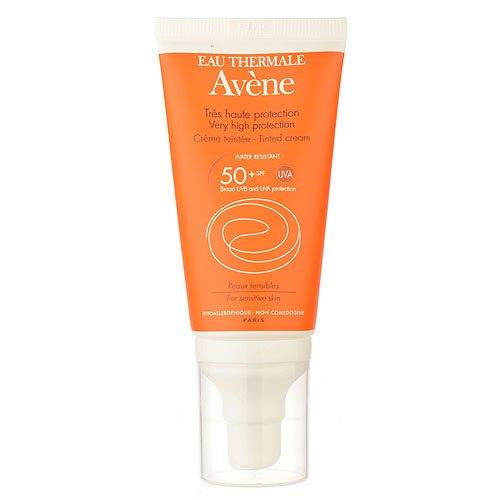 EAU THERMALE
Avène
Très haute protection
Very high protection
Crème teintée - Tinted cream
WATER RESISTANT
50+ SPF UVA
Broad UVB and UVA protection
Peaux sensibles
For sensitive skin
HYPOALLERGENIQUE - NON COMEDOGENE
PARIS